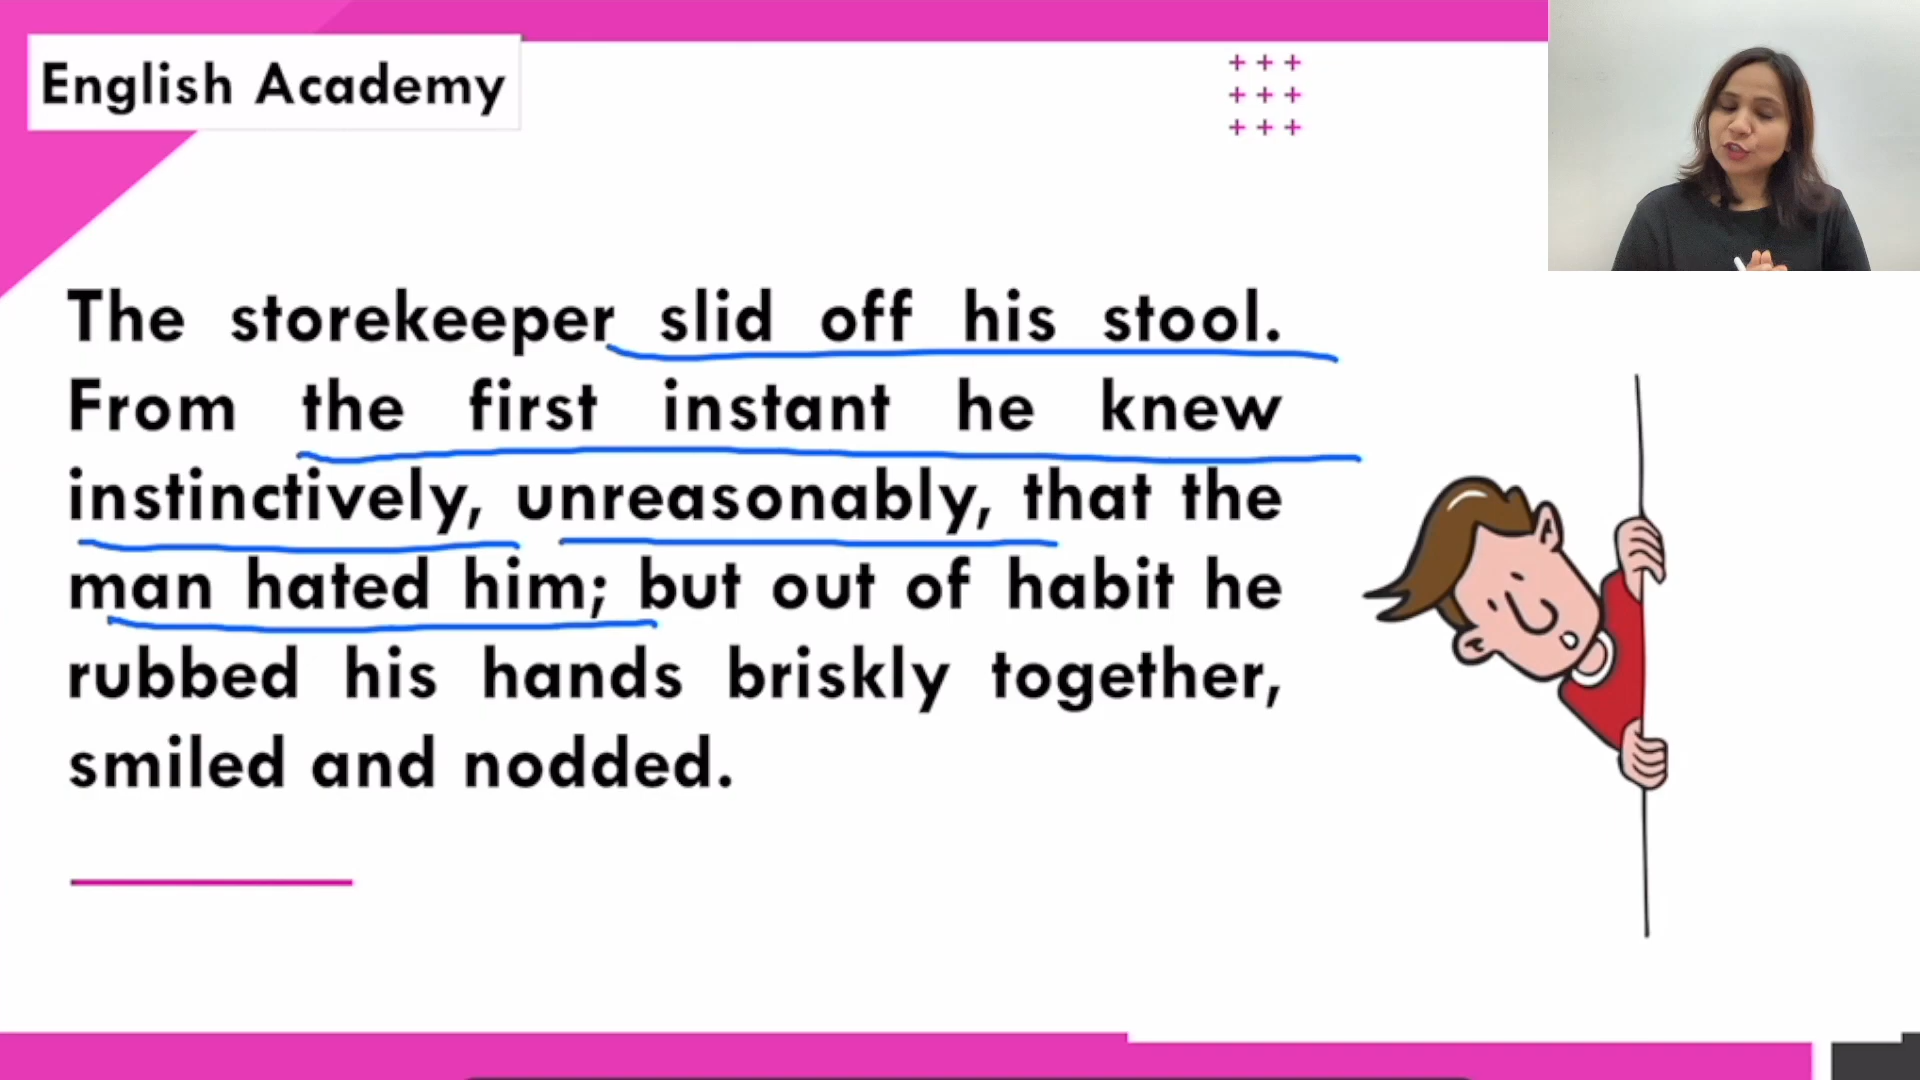 English Academy
The storekeeper slid off his stool.
From the first instant he knew
instinctively, unreasonably, that the
man hated him; but out of habit he
rubbed his hands briskly together,
smiled and nodded.